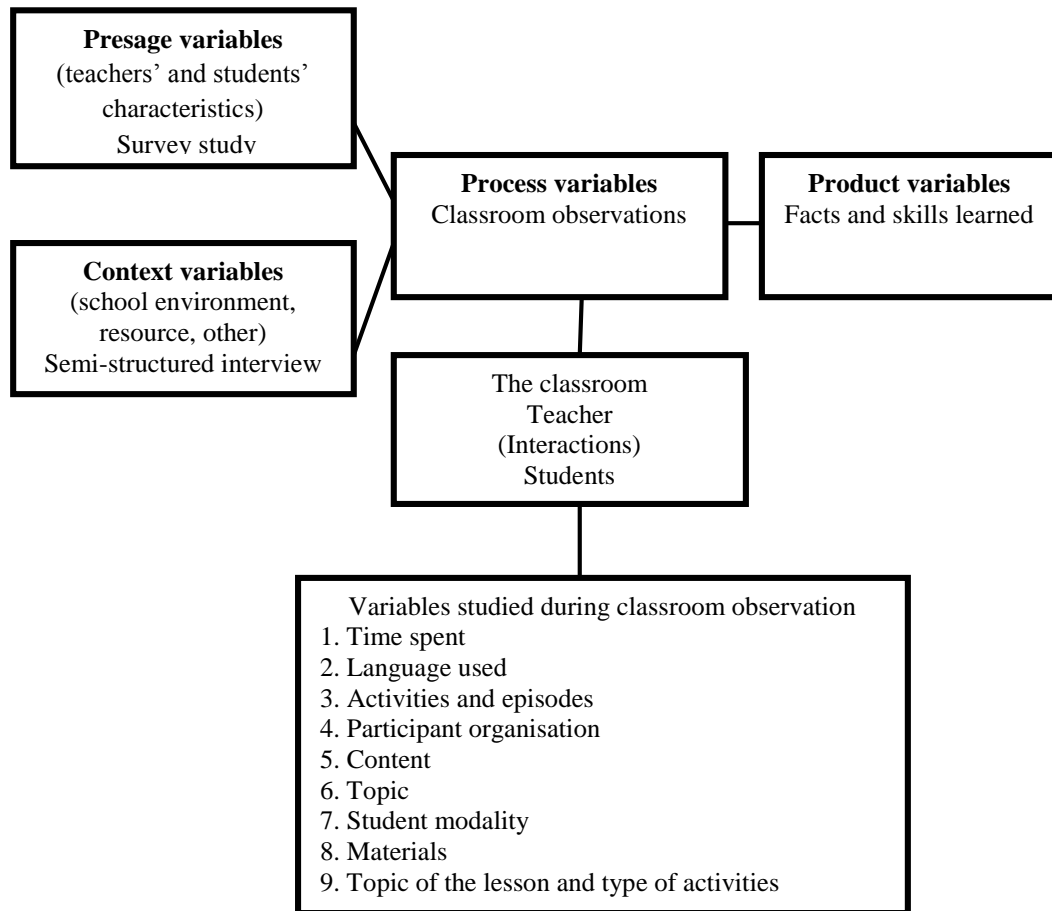 Presage variables
(teachers’ and students’
characteristics)
Survey study
Process variables
Classroom observations
Product variables
Facts and skills learned
Context variables
(school environment,
resource, other)
Semi-structured interview
The classroom
Teacher
(Interactions)
Students
Variables studied during classroom observation
1. Time spent
2. Language used
3. Activities and episodes
4. Participant organisation
5. Content
6. Topic
7. Student modality
8. Materials
9. Topic of the lesson and type of activities